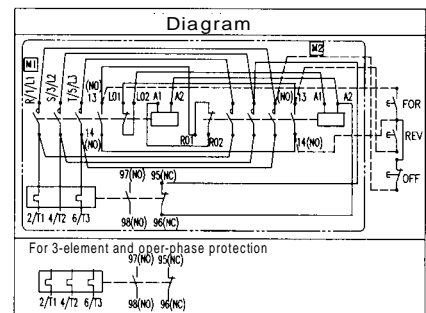 Diagram
M1
M2
R/1/L1
S/3/L2
T/5/L3
(NO)
13
L01
L02
A1
A2
(NO)
13
A1
A2
FOR
REV
OFF
14
(NO)
R01
R02
14(NO)
97(NO)
95(NC)
2/T1
4/T2
6/T3
98(NO)
96(NC)
For 3-element and oper-phase protection
97(NO)
95(NC)
2/T1
4/T2
6/T3
98(NO)
96(NC)